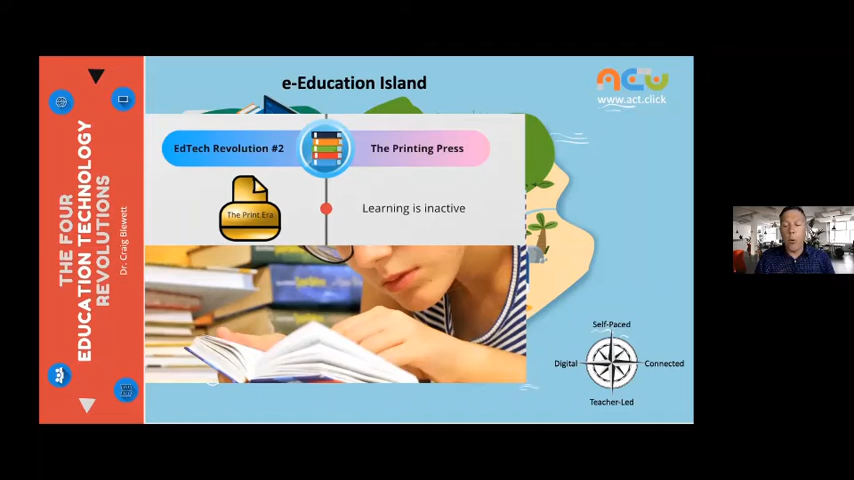 e-Education Island
ACU
www.act.click
THE FOUR
EDUCATION TECHNOLOGY
REVOLUTIONS
Dr. Craig Blewett
EdTech Revolution #2
The Printing Press
The Print Era
Learning is inactive
Self-Paced
Digital
Connected
Teacher-Led